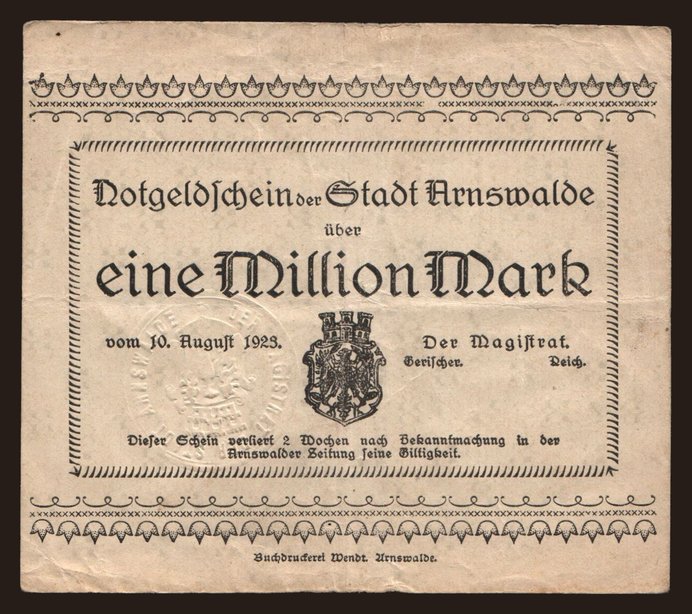 Notgeldschein der Stadt Arnswalde
über
eine Million Mark
vom 10. August 1923.
Der Magistrat.
Gerischer. Reich.
Dieser Schein verliert 2 Wochen nach Bekanntmachung in der
Arnswalder Zeitung seine Giltigkeit.
Buchdruckerei Wendt. Arnswalde.